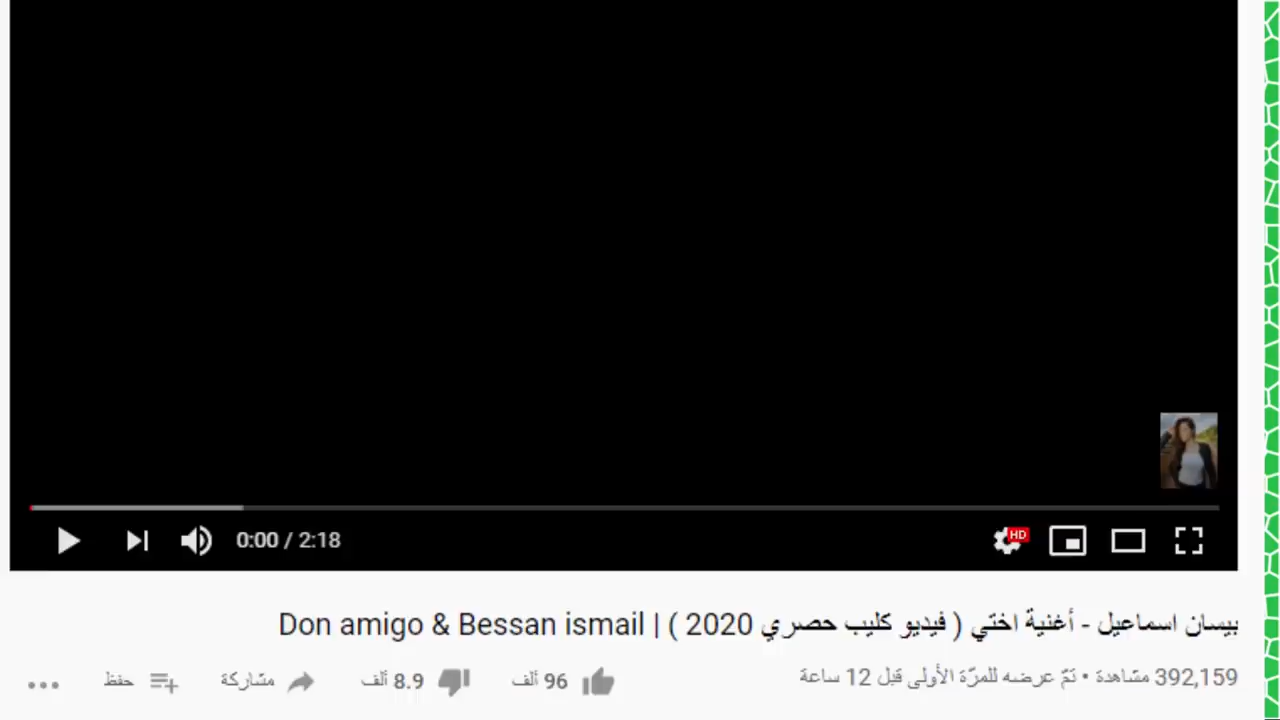 0:00 / 2:18
HD
بيسان اسماعيل - أغنية اختي ( فيديو كليب حصري 2020 ) | Don amigo & Bessan ismail
392,159 مشاهدة • تمّ عرضه للمرّة الأولى قبل 12 ساعة
96 ألف
8.9 ألف
مشاركة
حفظ